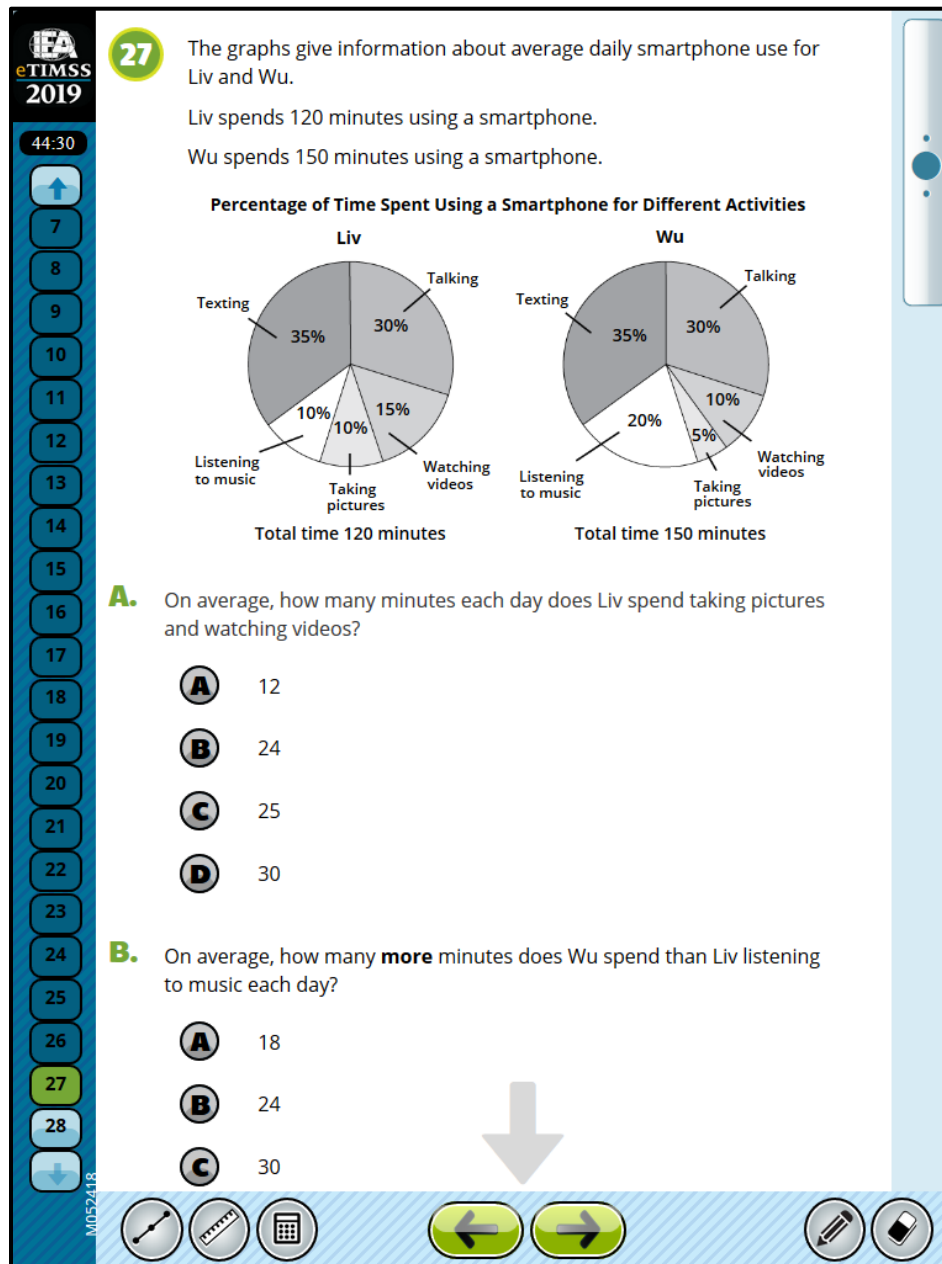 IEA
eTIMSS
2019
44:30
7
8
9
10
11
12
13
14
15
16
17
18
19
20
21
22
23
24
25
26
27
28
M052418
27
The graphs give information about average daily smartphone use for
Liv and Wu.
Liv spends 120 minutes using a smartphone.
Wu spends 150 minutes using a smartphone.
Percentage of Time Spent Using a Smartphone for Different Activities
Liv
Texting
35%
Talking
30%
10%
10%
15%
Listening
to music
Taking
pictures
Watching
videos
Total time 120 minutes
Wu
Texting
35%
Talking
30%
20%
5%
10%
Listening
to music
Taking
pictures
Watching
videos
Total time 150 minutes
A.
On average, how many minutes each day does Liv spend taking pictures
and watching videos?
A 12
B 24
C 25
D 30
B.
On average, how many more minutes does Wu spend than Liv listening
to music each day?
A 18
B 24
C 30